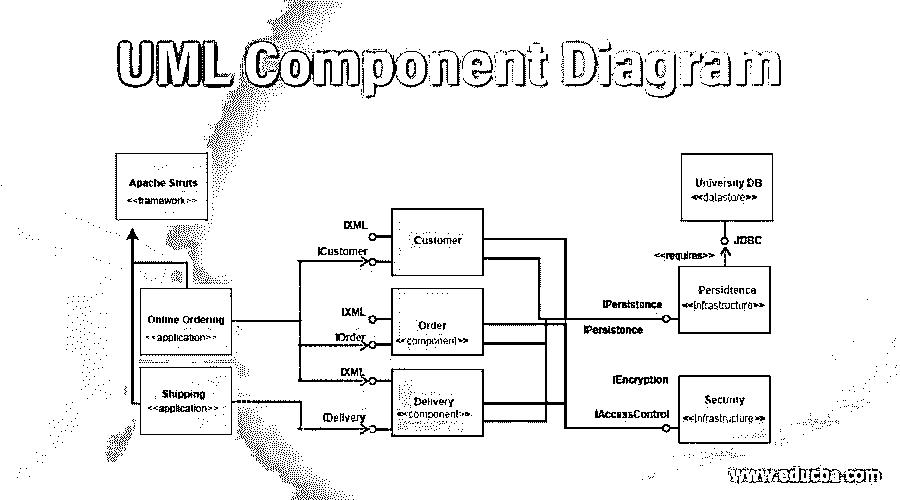 UML Component Diagram
Apache Struts
<<framework>>
University DB
<<datastore>>
JDBC
<<requires>>
IXML
Customer
ICustomer
Online Ordering
<<application>>
IXML
Order
<<component>>
IOrder
IPersistence
IPersistence
Persidtenca
<<infrastructure>>
Shipping
<<application>>
IXML
Delivery
<<component>>
IDelivery
IEncryption
IAccessControl
Security
<<infrastructure>>
www.educba.com